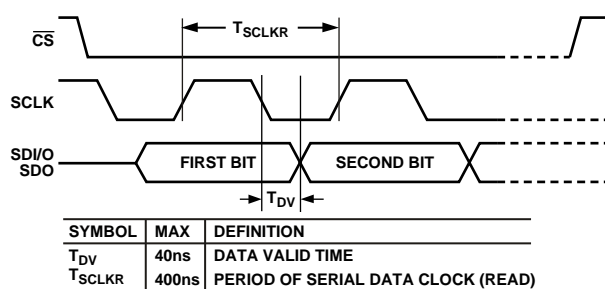 CS
T_SCLKR
SCLK
SDI/O
SDO
FIRST BIT
SECOND BIT
T_DV
SYMBOL MAX DEFINITION
T_DV 40ns DATA VALID TIME
T_SCLKR 400ns PERIOD OF SERIAL DATA CLOCK (READ)